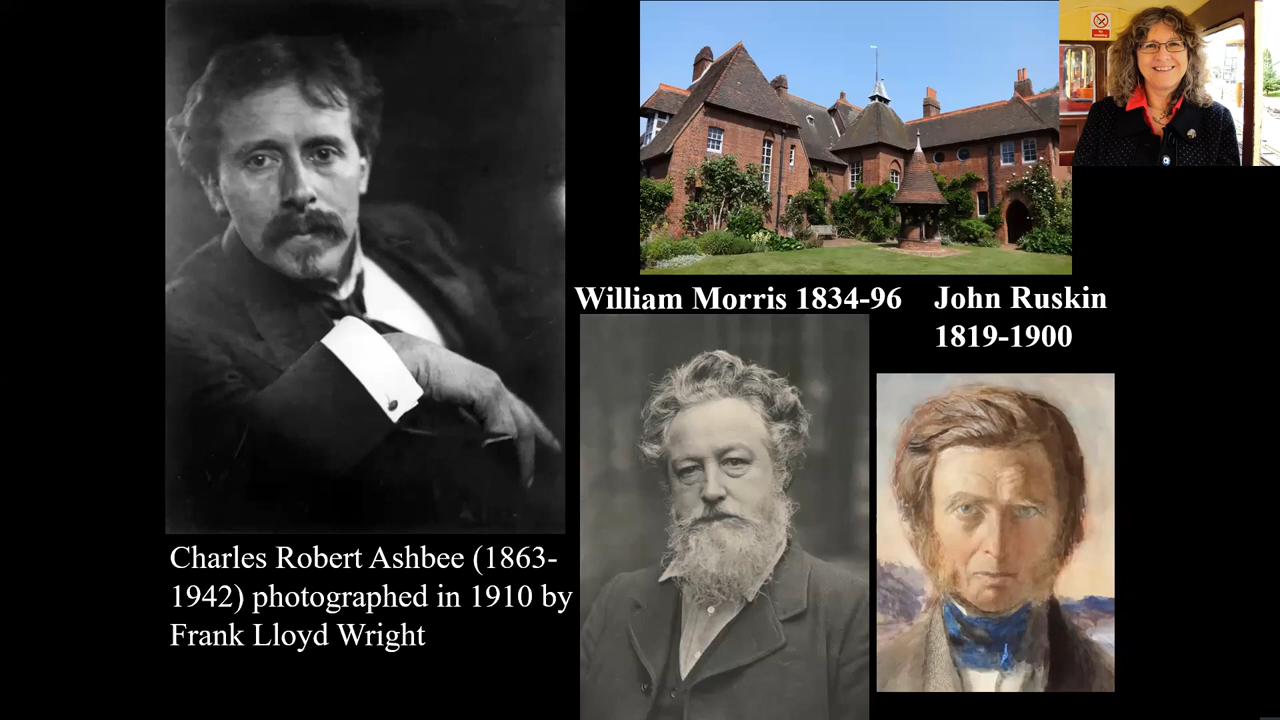 William Morris 1834-96
John Ruskin
1819-1900
Charles Robert Ashbee (1863-
1942) photographed in 1910 by
Frank Lloyd Wright